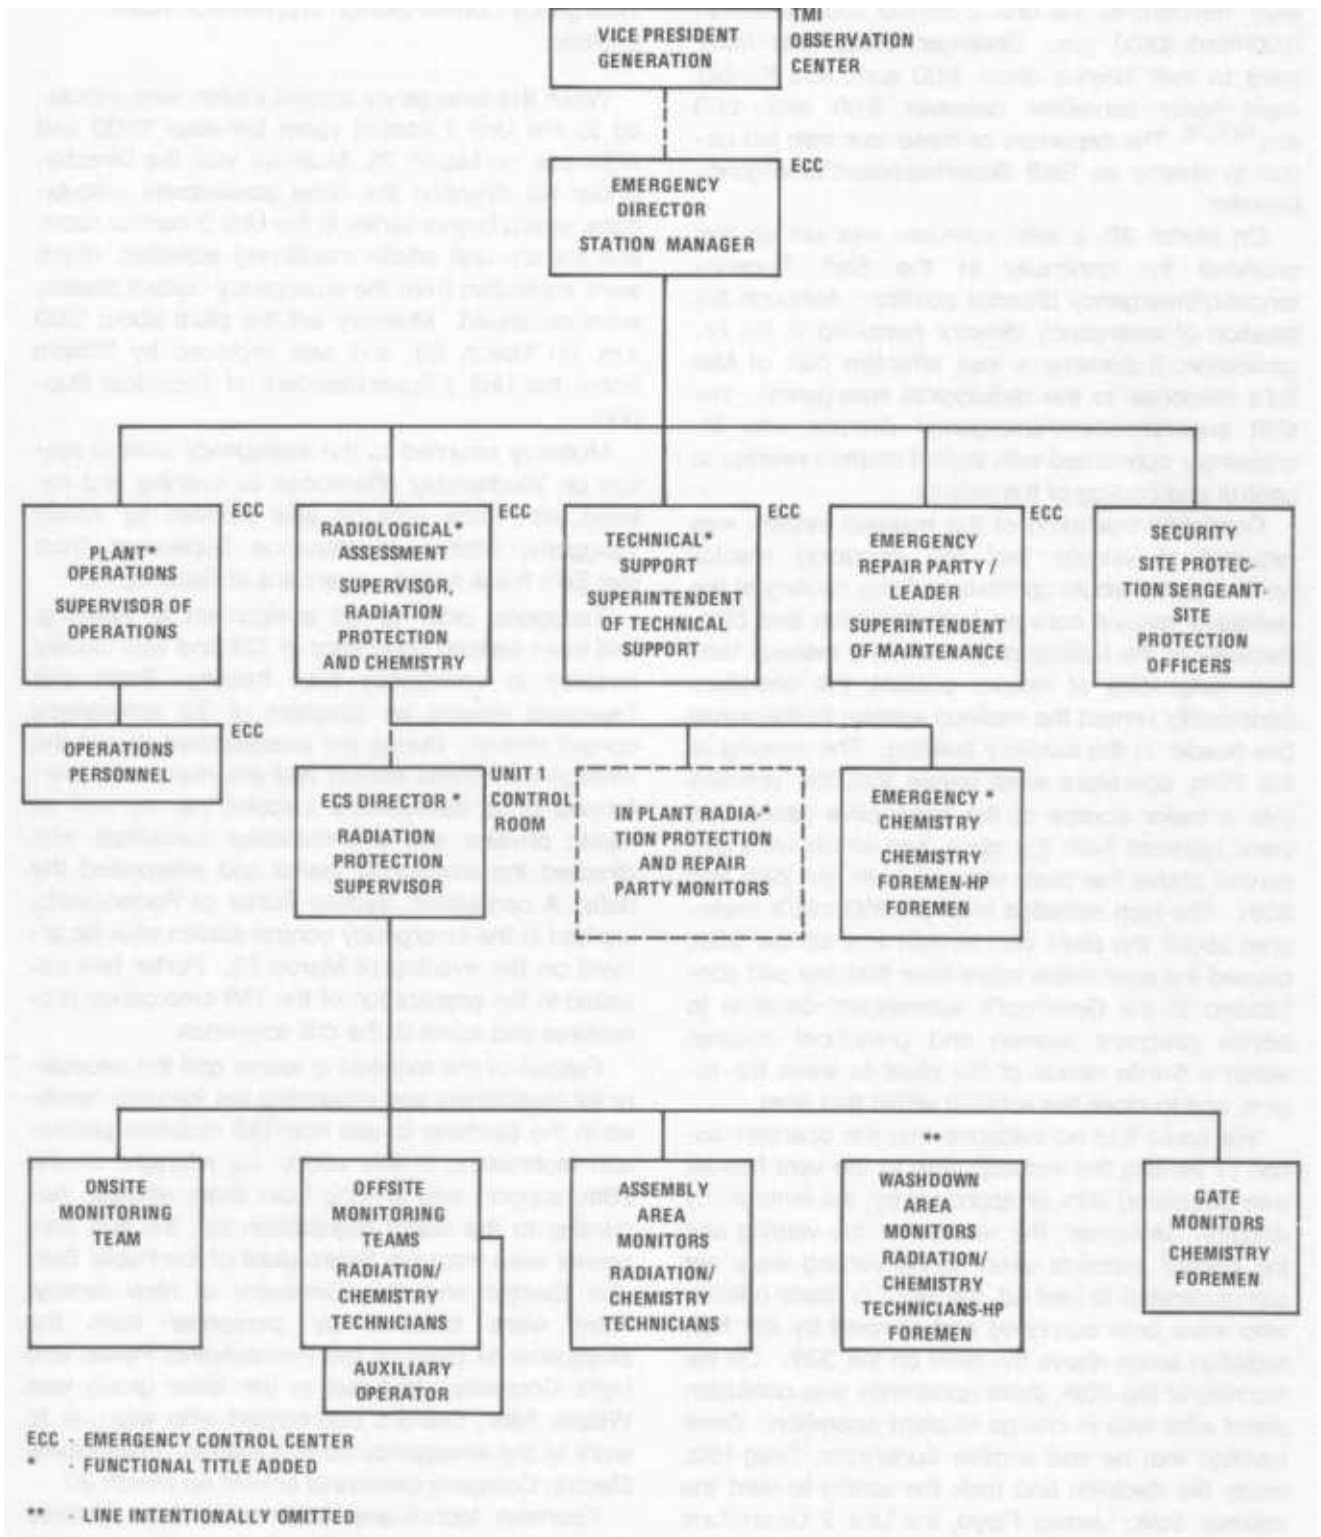 VICE PRESIDENT
GENERATION
TMI
OBSERVATION
CENTER
ECC
EMERGENCY
DIRECTOR
STATION MANAGER
ECC
PLANT*
OPERATIONS
SUPERVISOR OF
OPERATIONS
ECC
RADIOLOGICAL*
ASSESSMENT
SUPERVISOR,
RADIATION
PROTECTION
AND CHEMISTRY
ECC
TECHNICAL*
SUPPORT
SUPERINTENDENT
OF TECHNICAL
SUPPORT
ECC
EMERGENCY
REPAIR PARTY /
LEADER
SUPERINTENDENT
OF MAINTENANCE
SECURITY
SITE PROTEC-
TION SERGEANT-
SITE
PROTECTION
OFFICERS
ECC
OPERATIONS
PERSONNEL
ECS DIRECTOR *
RADIATION
PROTECTION
SUPERVISOR
UNIT 1
CONTROL
ROOM
IN PLANT RADIA-*
TION PROTECTION
AND REPAIR
PARTY MONITORS
EMERGENCY *
CHEMISTRY
CHEMISTRY
FOREMEN-HP
FOREMEN
ONSITE
MONITORING
TEAM
OFFSITE
MONITORING
TEAMS
RADIATION/
CHEMISTRY
TECHNICIANS
AUXILIARY
OPERATOR
ASSEMBLY
AREA
MONITORS
RADIATION/
CHEMISTRY
TECHNICIANS
**
WASHDOWN
AREA
MONITORS
RADIATION/
CHEMISTRY
TECHNICIANS-HP
FOREMEN
GATE
MONITORS
CHEMISTRY
FOREMEN
ECC - EMERGENCY CONTROL CENTER
* - FUNCTIONAL TITLE ADDED
** - LINE INTENTIONALLY OMITTED